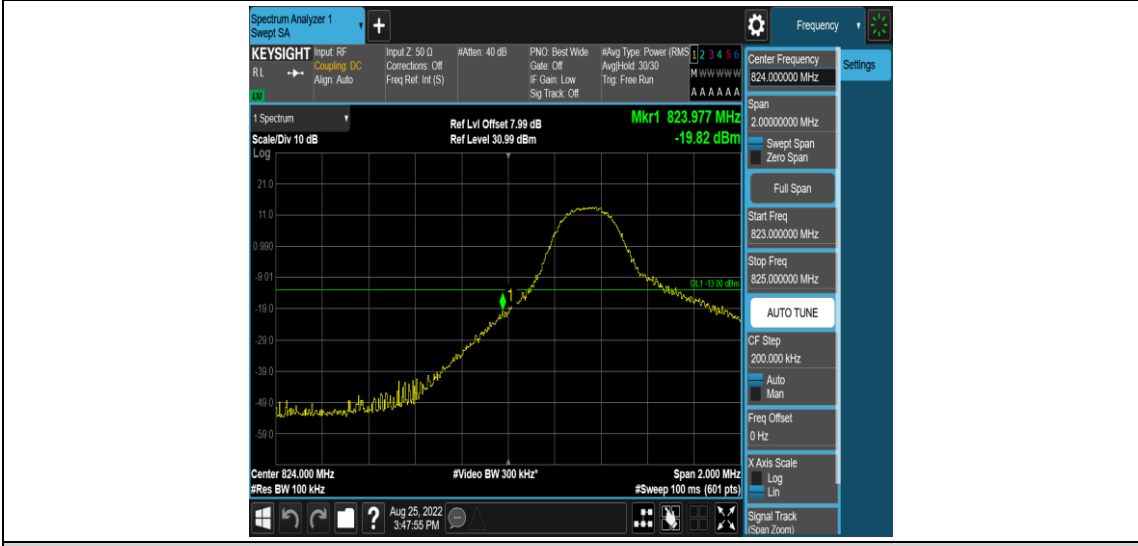 Spectrum Analyzer 1
Swept SA
+
Frequency
KEYSIGHT
RL
Input: RF
Coupling: DC
Align: Auto
Input Z: 50 Ω
Corrections: Off
Freq Ref: Int (S)
#Atten: 40 dB
PNO: Best Wide
Gate: Off
IF Gain: Low
Sig Track: Off
#Avg Type: Power (RMS
Avg|Hold: 30/30
Trig: Free Run
1 2 3 4 5 6
M W W W W W
A A A A A A
1 Spectrum
Scale/Div 10 dB
Log
Ref Lvl Offset 7.99 dB
Ref Level 30.99 dBm
Mkr1 823.977 MHz
-19.82 dBm
21.0
11.0
0.990
-9.01
-19.0
-29.0
-39.0
-49.0
-59.0
1
DL1 -13.00 dBm
Center 824.000 MHz
#Res BW 100 kHz
#Video BW 300 kHz*
Span 2.000 MHz
#Sweep 100 ms (601 pts)
Center Frequency
824.000000 MHz
Settings
Span
2.00000000 MHz
Swept Span
Zero Span
Full Span
Start Freq
823.000000 MHz
Stop Freq
825.000000 MHz
AUTO TUNE
CF Step
200.000 kHz
Auto
Man
Freq Offset
0 Hz
X Axis Scale
Log
Lin
Signal Track
(Span Zoom)
?
Aug 25, 2022
3:47:55 PM